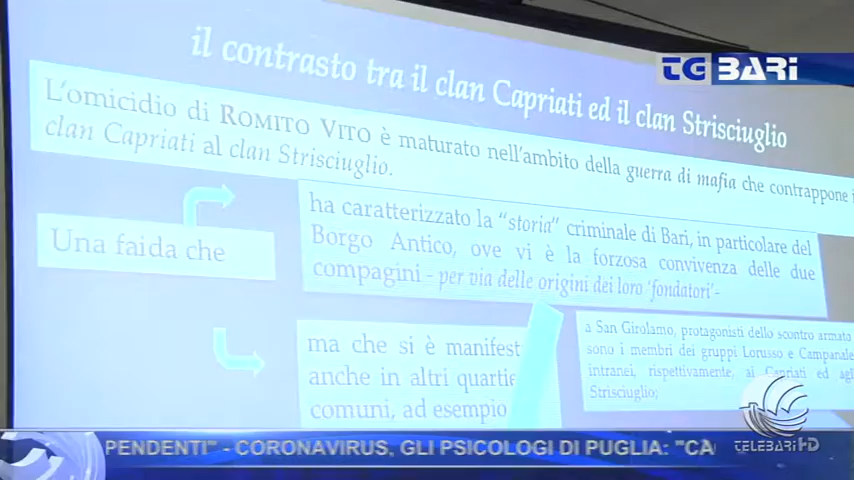 TG BARI
il contrasto tra il clan Capriati ed il clan Strisciuglio
L'omicidio di ROMITO VITO è maturato nell'ambito della guerra di mafia che contrappone i
clan Capriati al clan Strisciuglio.
Una faida che
ha caratterizzato la "storia" criminale di Bari, in particolare del
Borgo Antico, ove vi è la forzosa convivenza delle due
compagini - per via delle origini dei loro 'fondatori'-
ma che si è manifest
anche in altri quartie
comuni, ad esempio
a San Girolamo, protagonisti dello scontro armato
sono i membri dei gruppi Lorusso e Campanale
intranei, rispettivamente, ai Capriati ed agl
Strisciuglio;
TELEBARI HD
PENDENTI" - CORONAVIRUS, GLI PSICOLOGI DI PUGLIA: "CA